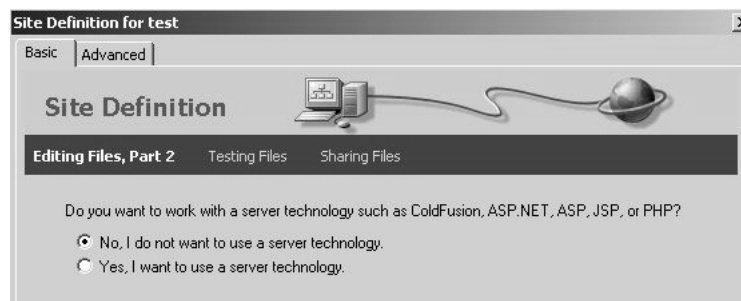 Site Definition for test
Basic Advanced
Site Definition
Editing Files, Part 2 Testing Files Sharing Files
Do you want to work with a server technology such as ColdFusion, ASP.NET, ASP, JSP, or PHP?
No, I do not want to use a server technology.
Yes, I want to use a server technology.